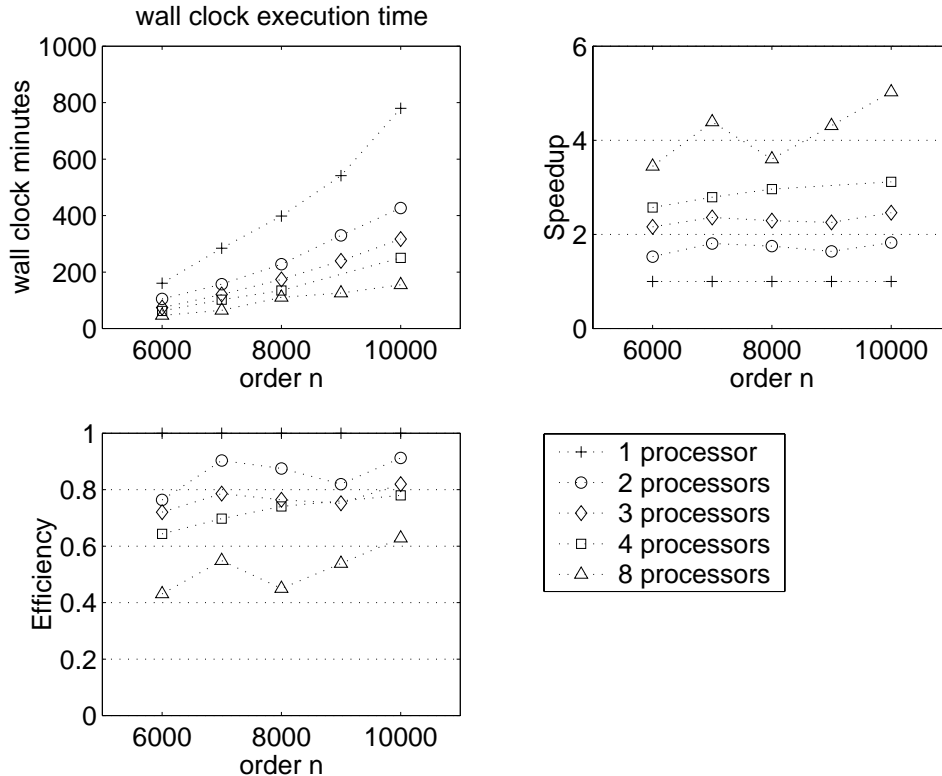 wall clock execution time
1000
800
600
400
200
0
wall clock minutes
6000 8000 10000
order n
6
4
2
0
Speedup
6000 8000 10000
order n
1
0.8
0.6
0.4
0.2
0
Efficiency
6000 8000 10000
order n
1 processor
2 processors
3 processors
4 processors
8 processors